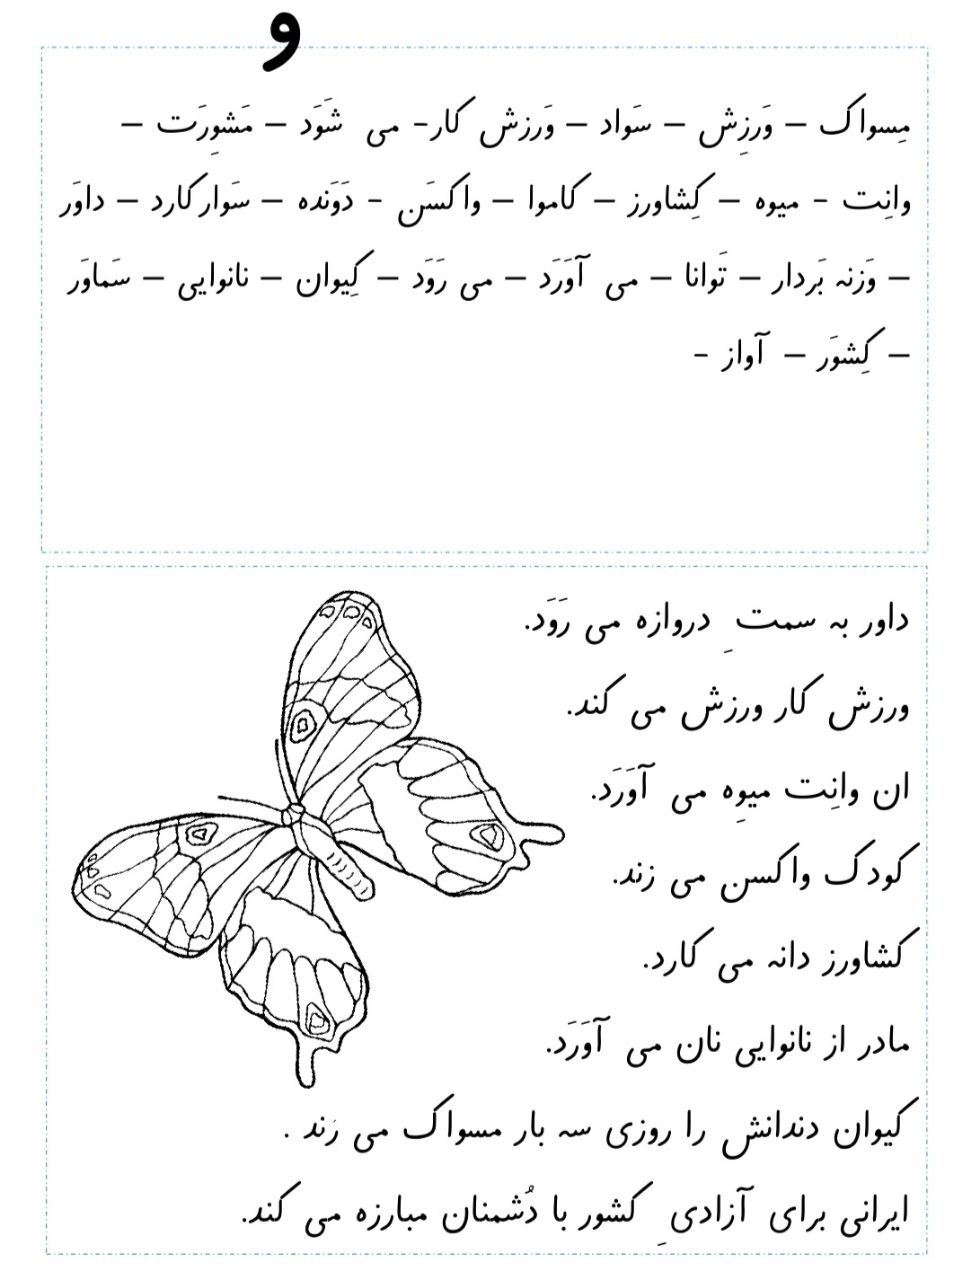 و
مِسواک – وَرزِش – سَواد – وَرزش کار- می شَوَد – مَشوِرَت –
وانِت - میوه – کِشاورز – کاموا – واکسَن - دَوَنده – سَوارکارد – داوَر
– وَزنه بَردار – تَوانا – می آوَرَد – می رَوَد – کِیوان – نانوایی – سَماوَر
– کِشوَر – آواز -
داور به سمتِ دروازه می رَوَد.
ورزش کار ورزش می کند.
ان وانِت میوِه می آوَرَد.
کودک واکسن می زند.
کشاورز دانه می کارد.
مادر از نانوایی نان می آوَرَد.
کیوان دندانش را روزی سه بار مسواک می زند .
ایرانی برای آزادیِ کشور با دُشمنان مبارزه می کند.